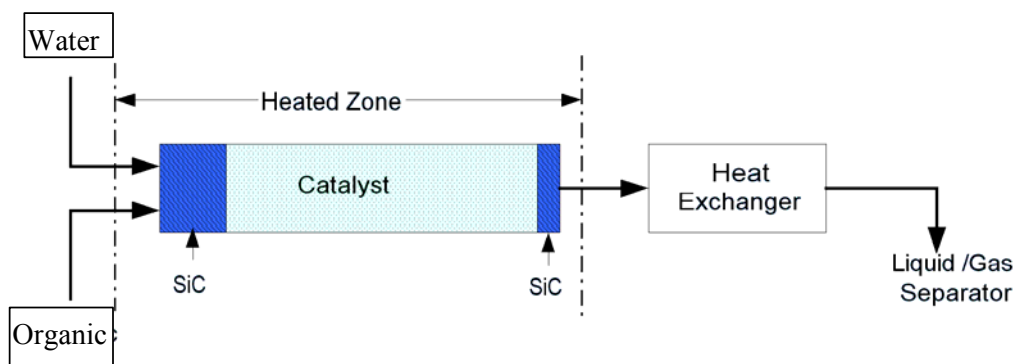 Water
Heated Zone
Catalyst
Heat
Exchanger
SiC
SiC
Liquid /Gas
Separator
Organic